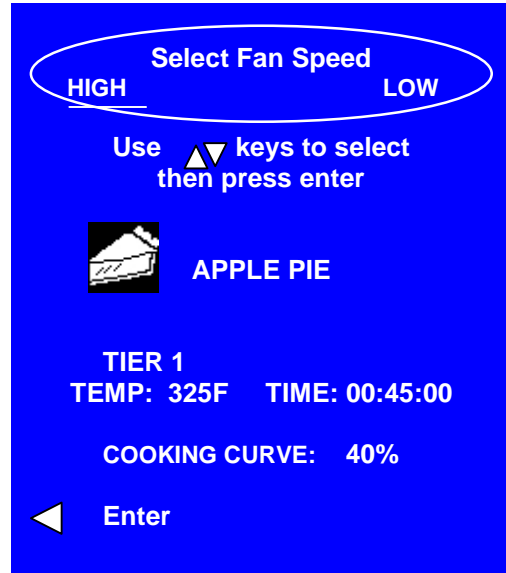 Select Fan Speed
HIGH LOW
Use keys to select
then press enter
APPLE PIE
TIER 1
TEMP: 325F TIME: 00:45:00
COOKING CURVE: 40%
Enter